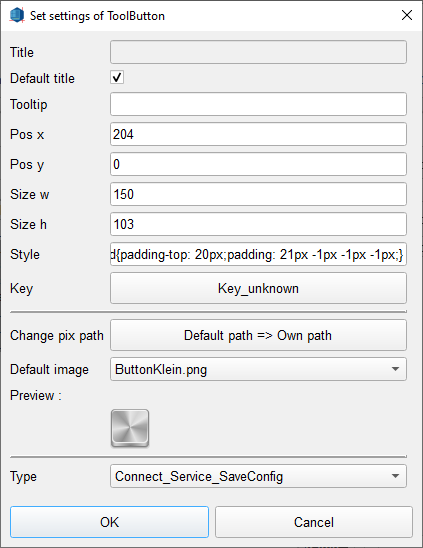 Set settings of ToolButton
Title
Default title
Tooltip
Pos x 204
Pos y 0
Size w 150
Size h 103
Style d{padding-top: 20px;padding: 21px -1px -1px -1px;}
Key Key_unknown
Change pix path Default path => Own path
Default image ButtonKlein.png
Preview :
Type Connect_Service_SaveConfig
OK Cancel